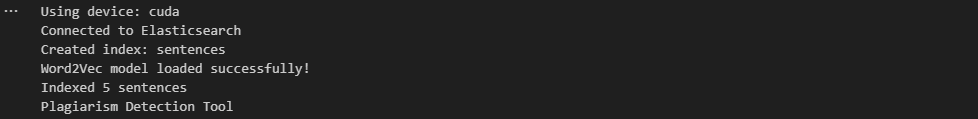 ...
Using device: cuda
Connected to Elasticsearch
Created index: sentences
Word2Vec model loaded successfully!
Indexed 5 sentences
Plagiarism Detection Tool